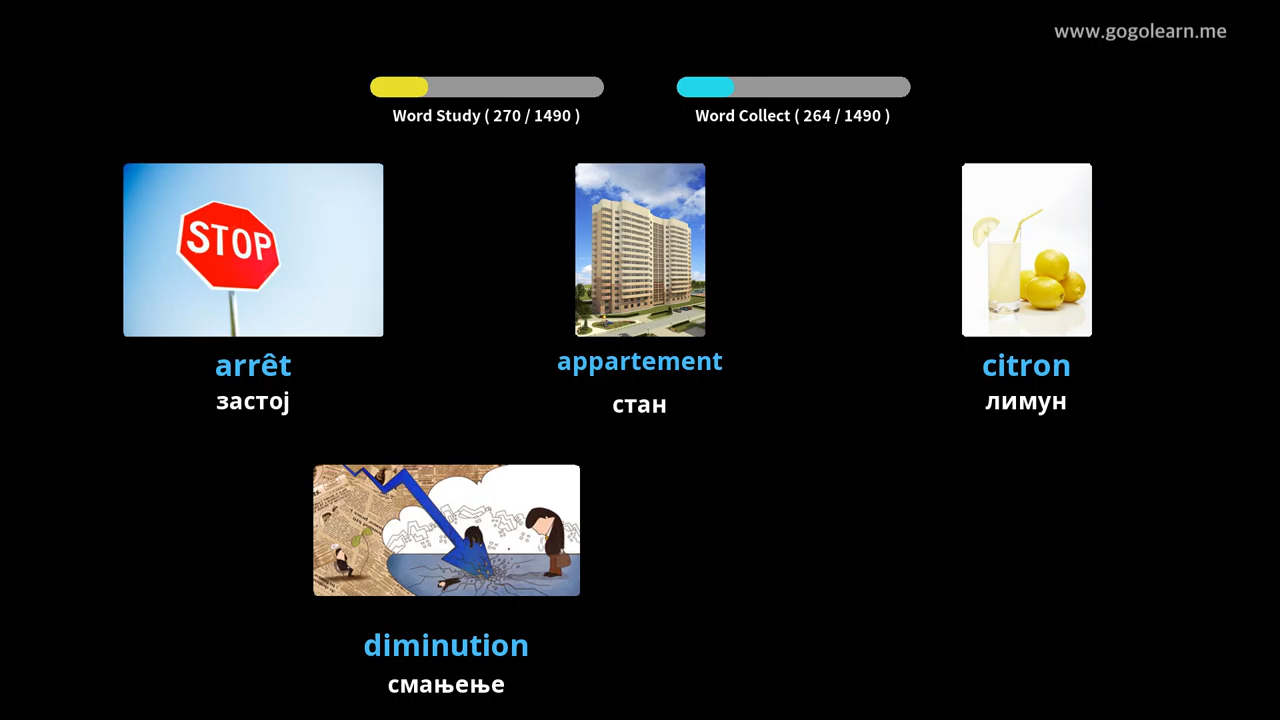 www.gogolearn.me
Word Study ( 270 / 1490 )
Word Collect ( 264 / 1490 )
STOP
arrêt
застој
appartement
стан
citron
лимун
diminution
смањење